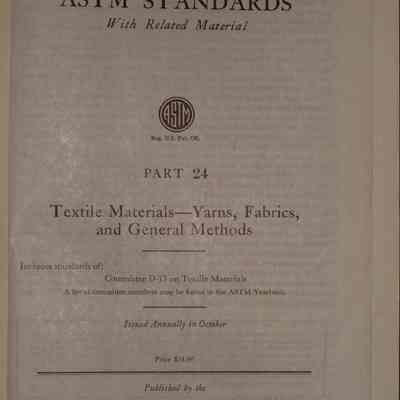 ASTM STANDARDS
With Related Material
ASTM
Reg. U.S. Pat. Off.
PART 24
Textile Materials—Yarns, Fabrics,
and General Methods
Includes standards of:
Committee D-13 on Textile Materials
A list of committee members may be found in the ASTM Yearbook.
Issued Annually in October
Price
Published by the